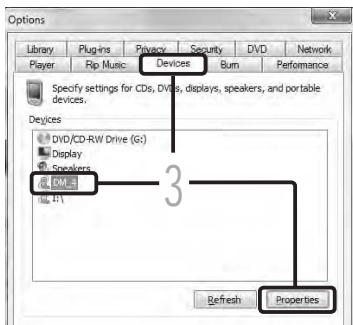 Options
Library Plug-ins Privacy Security DVD Network
Player Rip Music Devices Burn Performance
Specify settings for CDs, DVDs, displays, speakers, and portable
devices.
Devices
DVD/CD-RW Drive (G:)
Display
Speakers
DM_4
I:\
3
Refresh Properties